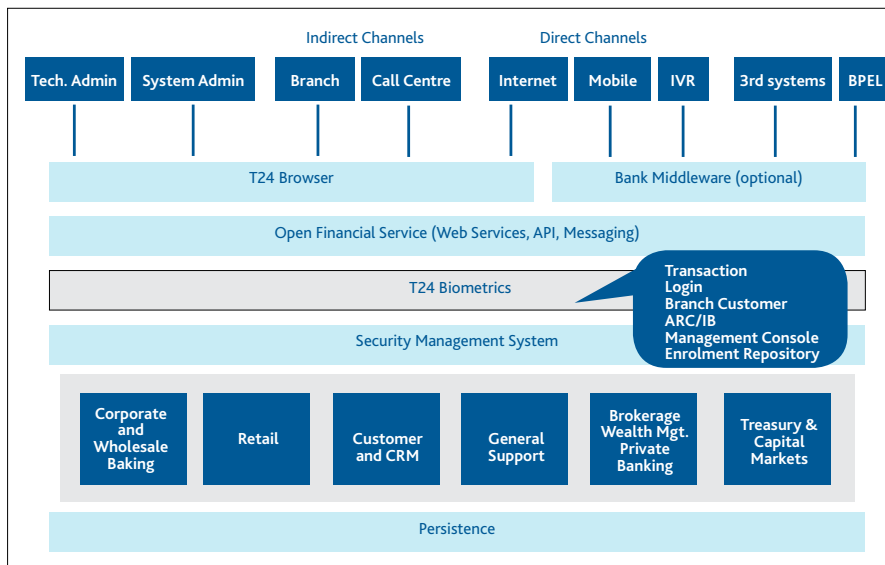 Indirect Channels
Direct Channels
Tech. Admin
System Admin
Branch
Call Centre
Internet
Mobile
IVR
3rd systems
BPEL
T24 Browser
Bank Middleware (optional)
Open Financial Service (Web Services, API, Messaging)
T24 Biometrics
Transaction
Login
Branch Customer
ARC/IB
Management Console
Enrolment Repository
Security Management System
Corporate
and
Wholesale
Baking
Retail
Customer
and CRM
General
Support
Brokerage
Wealth Mgt.
Private
Banking
Treasury &
Capital
Markets
Persistence